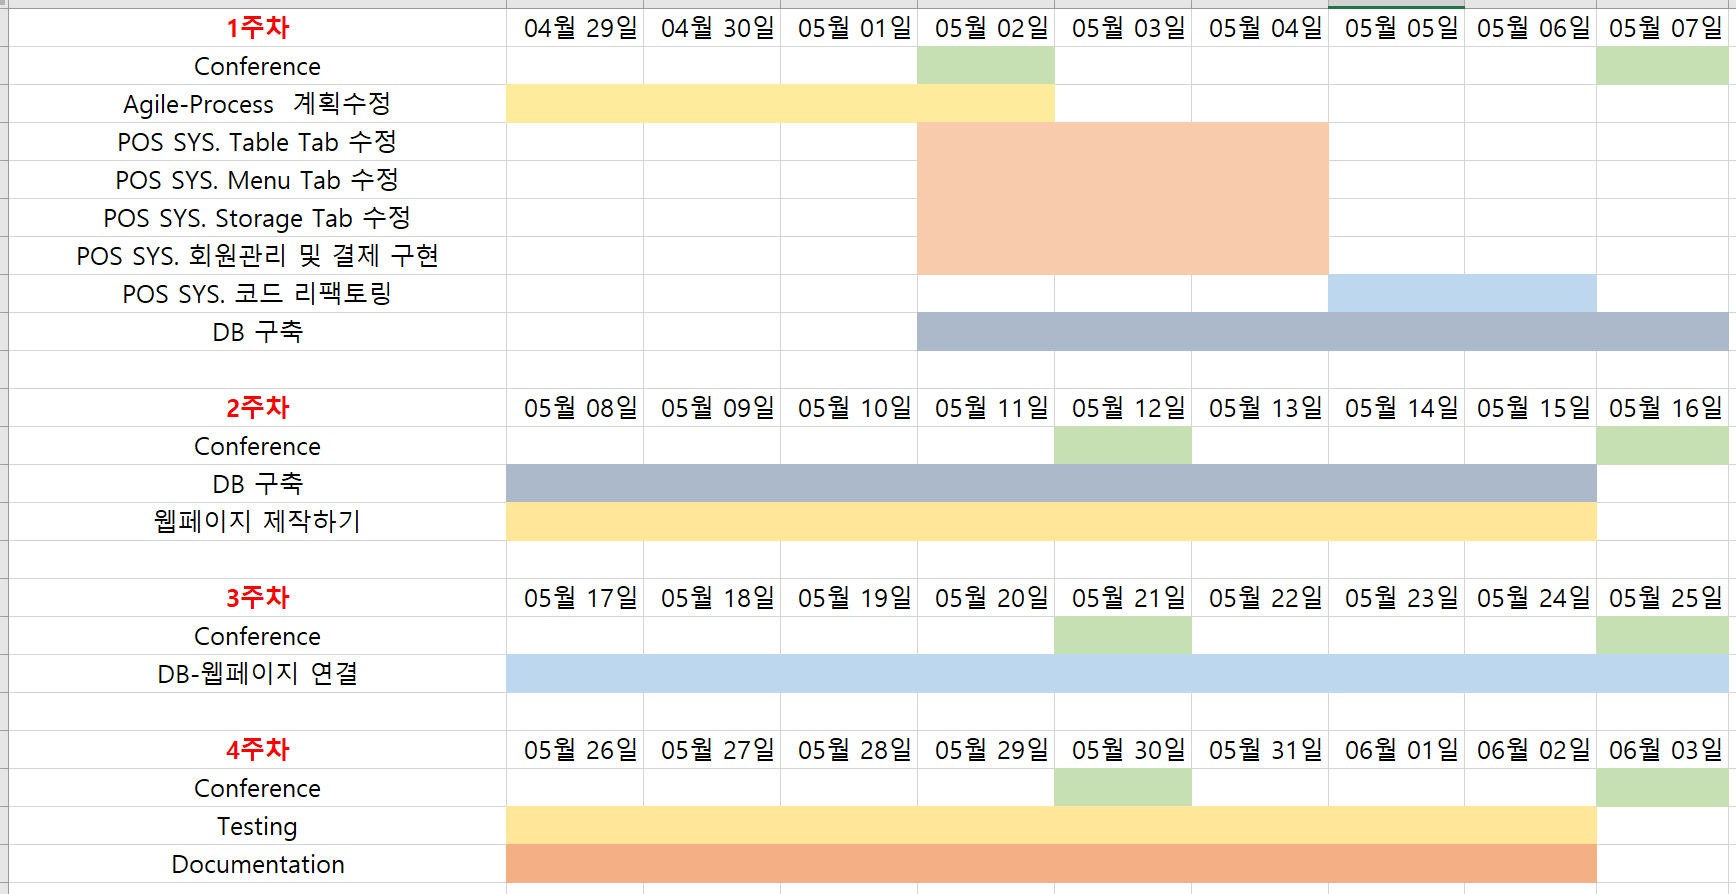 1주차 04월 29일 04월 30일 05월 01일 05월 02일 05월 03일 05월 04일 05월 05일 05월 06일 05월 07일
Conference
Agile-Process 계획수정
POS SYS. Table Tab 수정
POS SYS. Menu Tab 수정
POS SYS. Storage Tab 수정
POS SYS. 회원관리 및 결제 구현
POS SYS. 코드 리팩토링
DB 구축
2주차 05월 08일 05월 09일 05월 10일 05월 11일 05월 12일 05월 13일 05월 14일 05월 15일 05월 16일
Conference
DB 구축
웹페이지 제작하기
3주차 05월 17일 05월 18일 05월 19일 05월 20일 05월 21일 05월 22일 05월 23일 05월 24일 05월 25일
Conference
DB-웹페이지 연결
4주차 05월 26일 05월 27일 05월 28일 05월 29일 05월 30일 05월 31일 06월 01일 06월 02일 06월 03일
Conference
Testing
Documentation